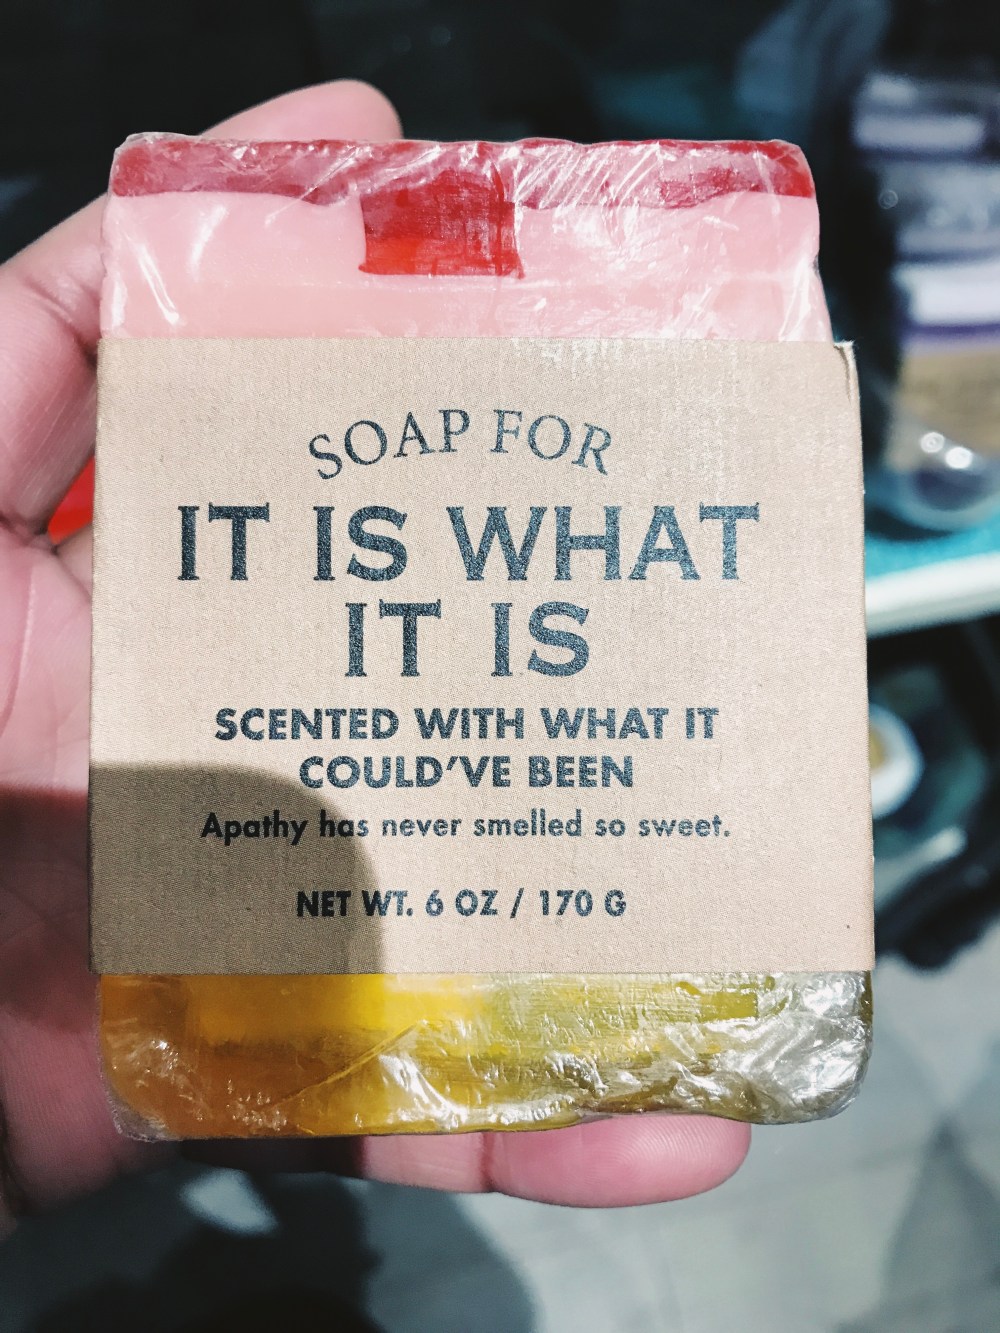 SOAP FOR
IT IS WHAT
IT IS
SCENTED WITH WHAT IT
COULD'VE BEEN
Apathy has never smelled so sweet.
NET WT. 6 OZ / 170 G